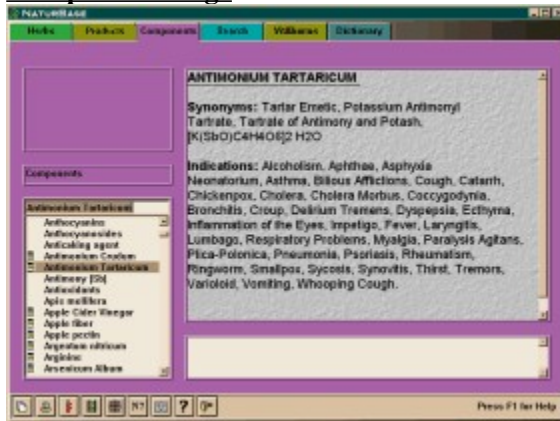 NATURBASE
Herbs Products Components Search Wellborns Dictionary
ANTIMONIUM TARTARICUM
Synonyms: Tartar Emetic, Potassium Antimonyl
Tartrate, Tartrate of Antimony and Potash,
[K(SbO)C4H4O6]2 H2O
Indications: Alcoholism, Aphthae, Asphyxia
Neonatorium, Asthma, Bilious Afflictions, Cough, Catarrh,
Chickenpox, Cholera, Cholera Morbus, Coccygodynia,
Bronchitis, Croup, Delirium Tremens, Dyspepsia, Ecthyma,
Inflammation of the Eyes, Impetigo, Fever, Laryngitis,
Lumbago, Respiratory Problems, Myalgia, Paralysis Agitans,
Plica-Polonica, Pneumonia, Psoriasis, Rheumatism,
Ringworm, Smallpox, Sycosis, Synovitis, Thirst, Tremors,
Varioloid, Vomiting, Whooping Cough.
Components
Antimonium Tartaricum
Anthocyanins
Anthocyanosides
Anticaking agent
Antimonium Crudum
Antimonium Tartaricum
Antimony [Sb]
Antioxidants
Apis mellifera
Apple Cider Vinegar
Apple fiber
Apple pectin
Argentum nitricum
Arginine
Arsenicum Album
Press F1 for Help